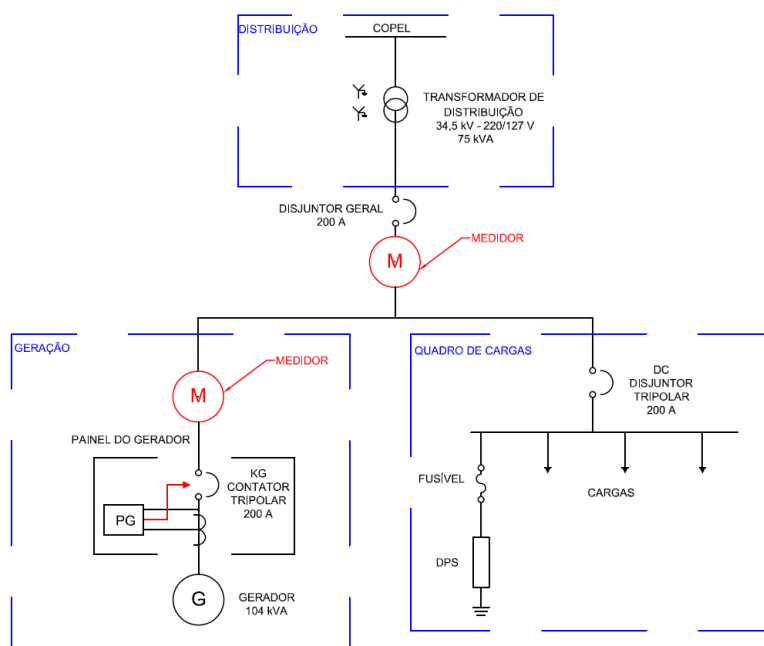 DISTRIBUIÇÃO
COPEL
TRANSFORMADOR DE
DISTRIBUIÇÃO
34,5 kV - 220/127 V
75 kVA
DISJUNTOR GERAL
200 A
MEDIDOR
M
GERAÇÃO
MEDIDOR
M
PAINEL DO GERADOR
KG
CONTATOR
TRIPOLAR
200 A
PG
G
GERADOR
104 kVA
QUADRO DE CARGAS
DC
DISJUNTOR
TRIPOLAR
200 A
FUSÍVEL
CARGAS
DPS